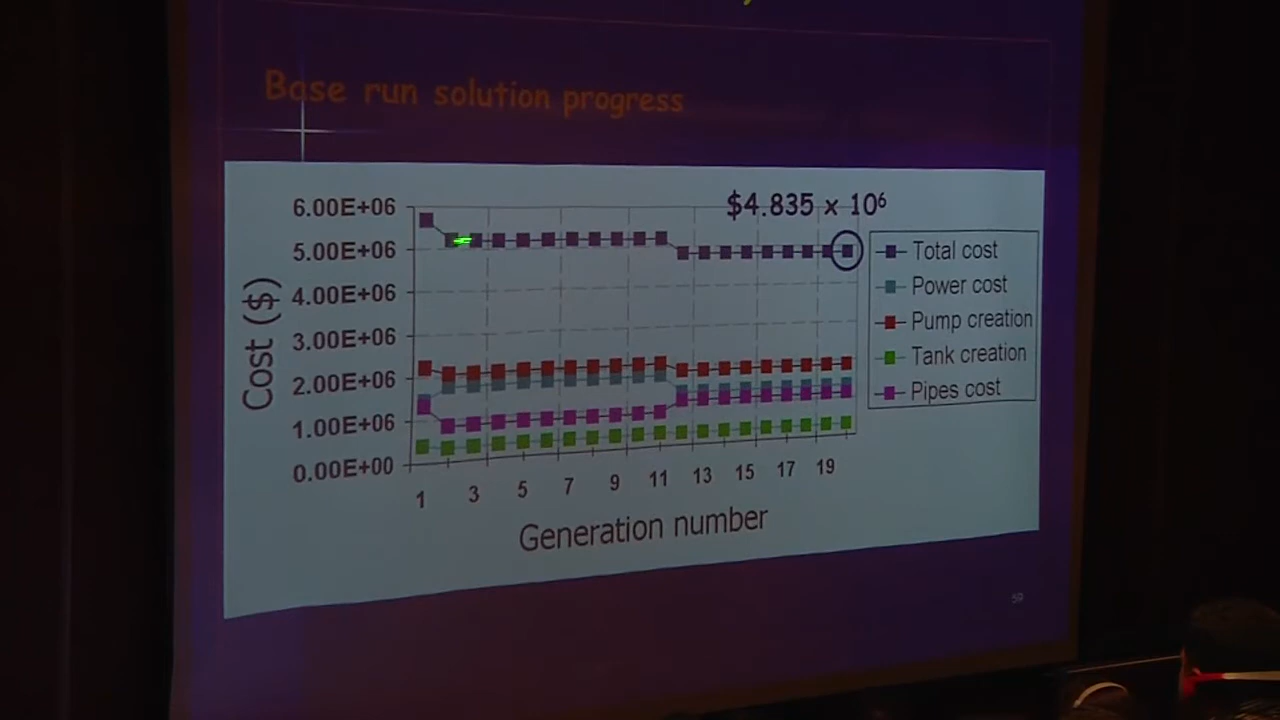 Base run solution progress
$4.835 x 10⁶
6.00E+06
5.00E+06
4.00E+06
3.00E+06
2.00E+06
1.00E+06
0.00E+00
Cost ($)
1 3 5 7 9 11 13 15 17 19
Generation number
Total cost
Power cost
Pump creation
Tank creation
Pipes cost
59